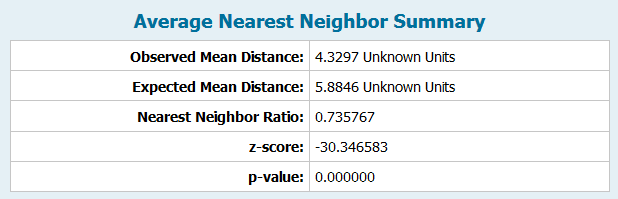 Average Nearest Neighbor Summary
Observed Mean Distance: 4.3297 Unknown Units
Expected Mean Distance: 5.8846 Unknown Units
Nearest Neighbor Ratio: 0.735767
z-score: -30.346583
p-value: 0.000000